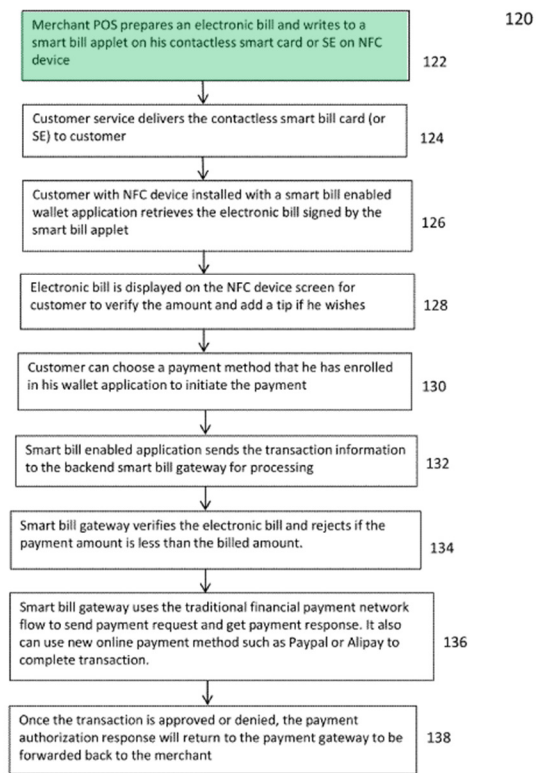 120
Merchant POS prepares an electronic bill and writes to a
smart bill applet on his contactless smart card or SE on NFC
device
122
Customer service delivers the contactless smart bill card (or
SE) to customer
124
Customer with NFC device installed with a smart bill enabled
wallet application retrieves the electronic bill signed by the
smart bill applet
126
Electronic bill is displayed on the NFC device screen for
customer to verify the amount and add a tip if he wishes
128
Customer can choose a payment method that he has enrolled
in his wallet application to initiate the payment
130
Smart bill enabled application sends the transaction information
to the backend smart bill gateway for processing
132
Smart bill gateway verifies the electronic bill and rejects if the
payment amount is less than the billed amount.
134
Smart bill gateway uses the traditional financial payment network
flow to send payment request and get payment response. It also
can use new online payment method such as Paypal or Alipay to
complete transaction.
136
Once the transaction is approved or denied, the payment
authorization response will return to the payment gateway to be
forwarded back to the merchant
138